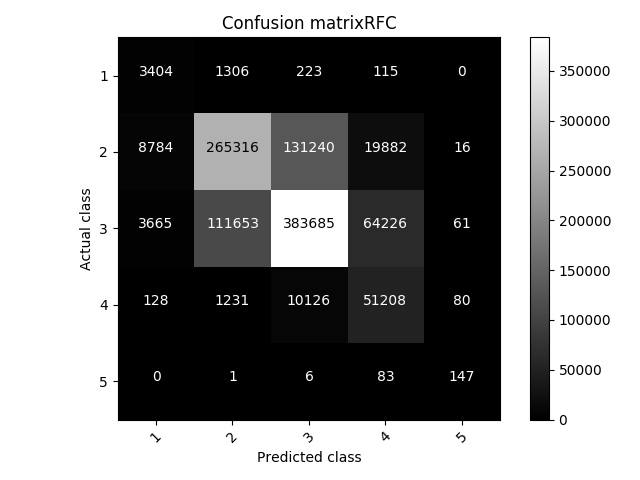 Confusion matrixRFC
1 3404 1306 223 115 0
2 8784 265316 131240 19882 16
3 3665 111653 383685 64226 61
4 128 1231 10126 51208 80
5 0 1 6 83 147
1 2 3 4 5
Predicted class
Actual class
350000
300000
250000
200000
150000
100000
50000
0